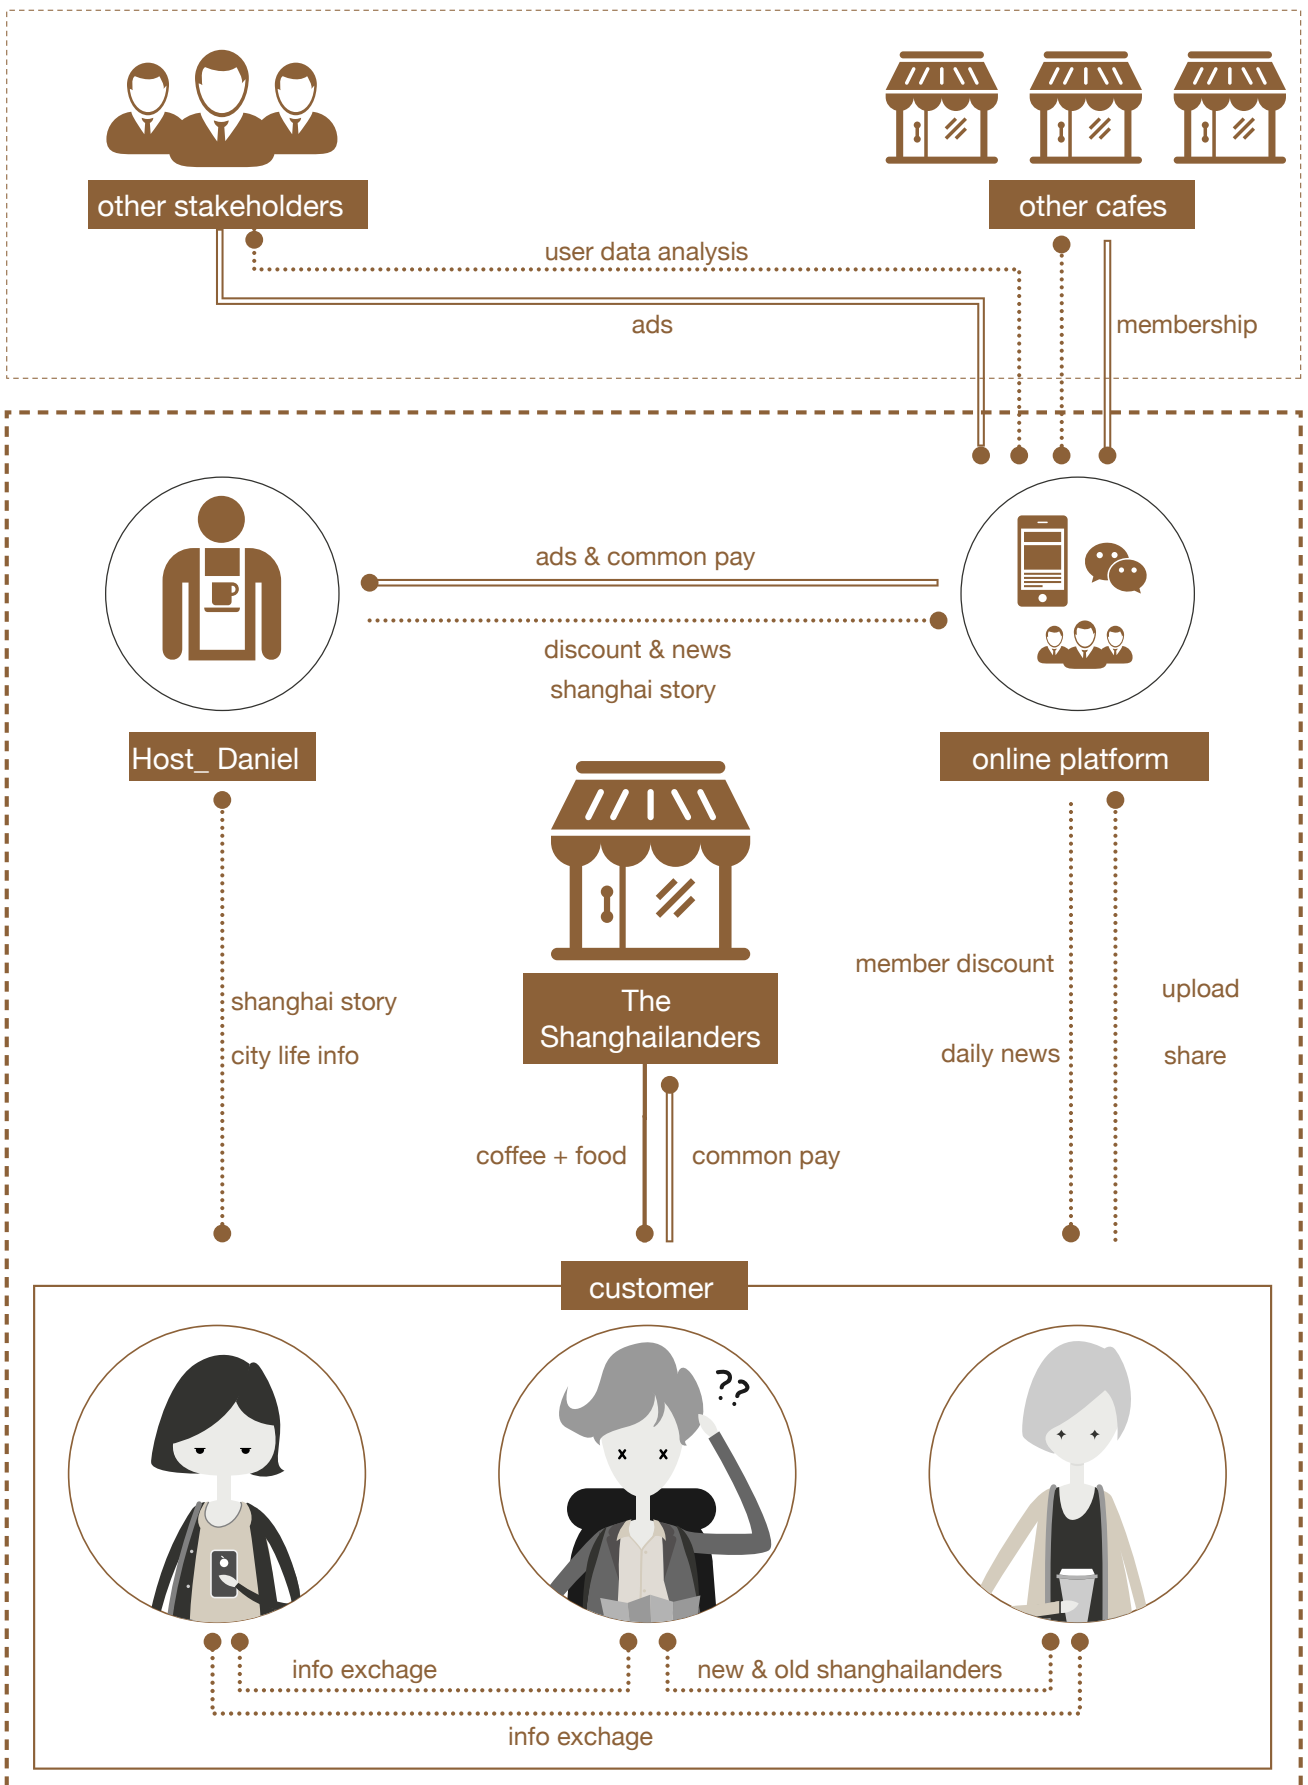 other stakeholders
other cafes
user data analysis
ads
membership
ads & common pay
discount & news
shanghai story
Host_ Daniel
online platform
The
Shanghailanders
member discount
daily news
upload
share
shanghai story
city life info
coffee + food
common pay
customer
??
info exchage
new & old shanghailanders
info exchage